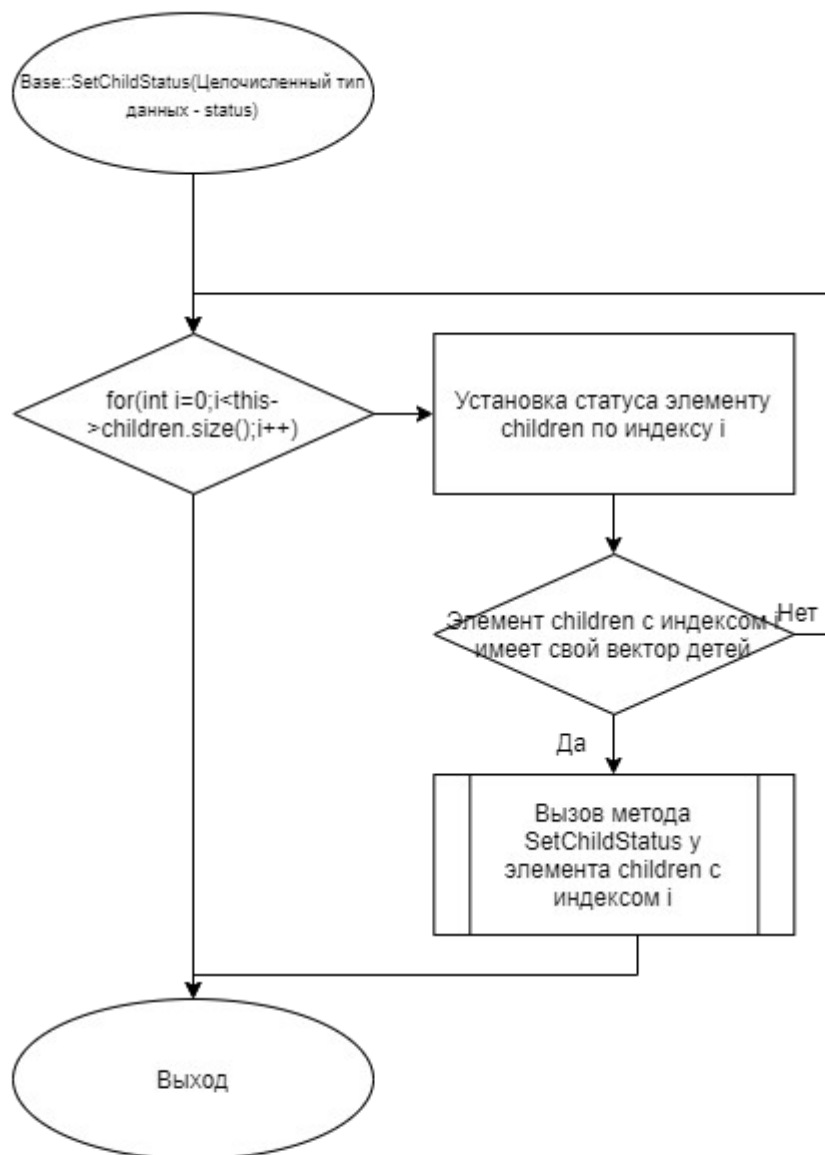 Base::SetChildStatus(Целочисленный тип
данных - status)
for(int i=0;i<this-
>children.size();i++)
Установка статуса элементу
children по индексу i
Элемент children с индексом i
имеет свой вектор детей
Нет
Да
Вызов метода
SetChildStatus у
элемента children с
индексом i
Выход